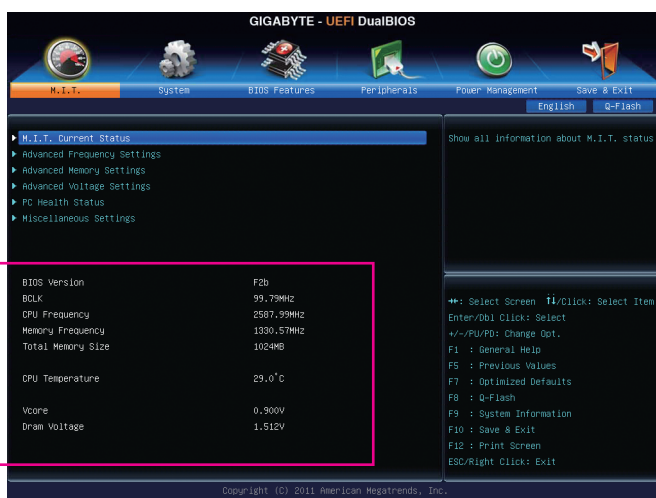 GIGABYTE - UEFI DualBIOS
M.I.T. System BIOS Features Peripherals Power Management Save & Exit
English Q-Flash
M.I.T. Current Status
Advanced Frequency Settings
Advanced Memory Settings
Advanced Voltage Settings
PC Health Status
Miscellaneous Settings
Show all information about M.I.T. status
BIOS Version F2b
BCLK 99.79MHz
CPU Frequency 2587.99MHz
Memory Frequency 1330.57MHz
Total Memory Size 1024MB
CPU Temperature 29.0°C
Vcore 0.900V
Dram Voltage 1.512V
→←: Select Screen ↑↓/Click: Select Item
Enter/Dbl Click: Select
+/-/PU/PD: Change Opt.
F1 : General Help
F5 : Previous Values
F7 : Optimized Defaults
F8 : Q-Flash
F9 : System Information
F10 : Save & Exit
F12 : Print Screen
ESC/Right Click: Exit
Copyright (C) 2011 American Megatrends, Inc.